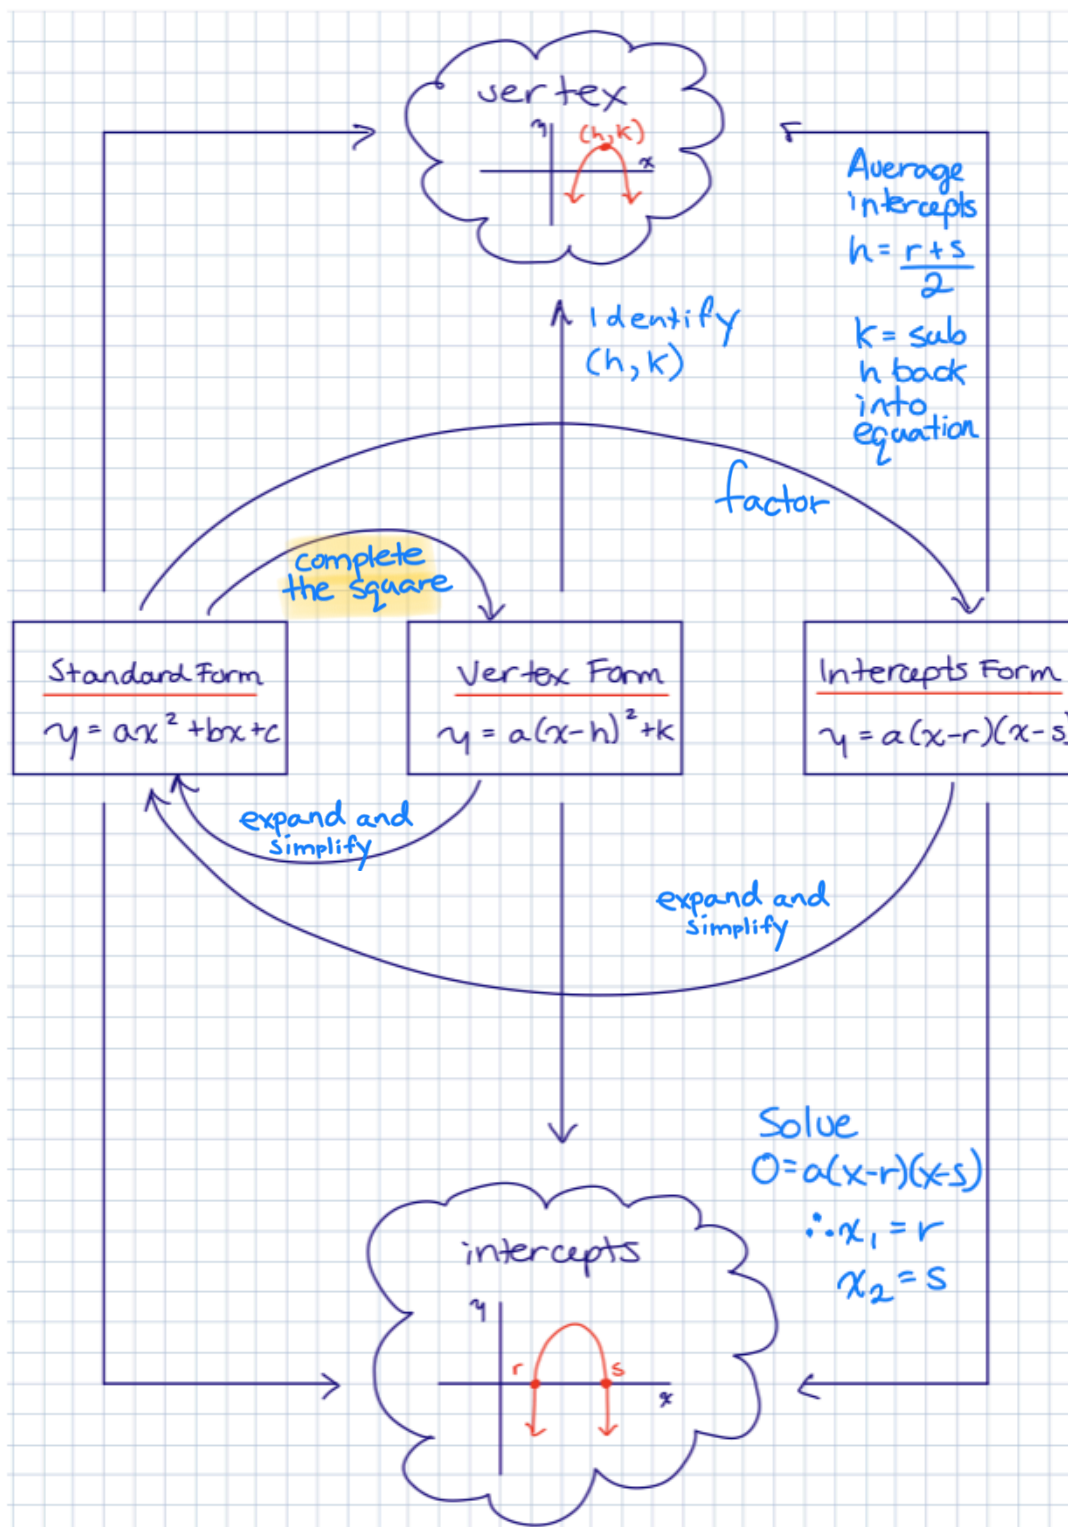 vertex
y
(h, k)
x
Average
intercepts
h = r + s
2
k = sub
h back
into
equation
Identify
(h, k)
factor
complete
the square
Standard Form
y = ax² + bx + c
Vertex Form
y = a(x-h)² + k
Intercepts Form
y = a(x-r)(x-s)
expand and
simplify
expand and
simplify
Solve
0 = a(x-r)(x-s)
∴ x₁ = r
x₂ = s
intercepts
y
r
s
x